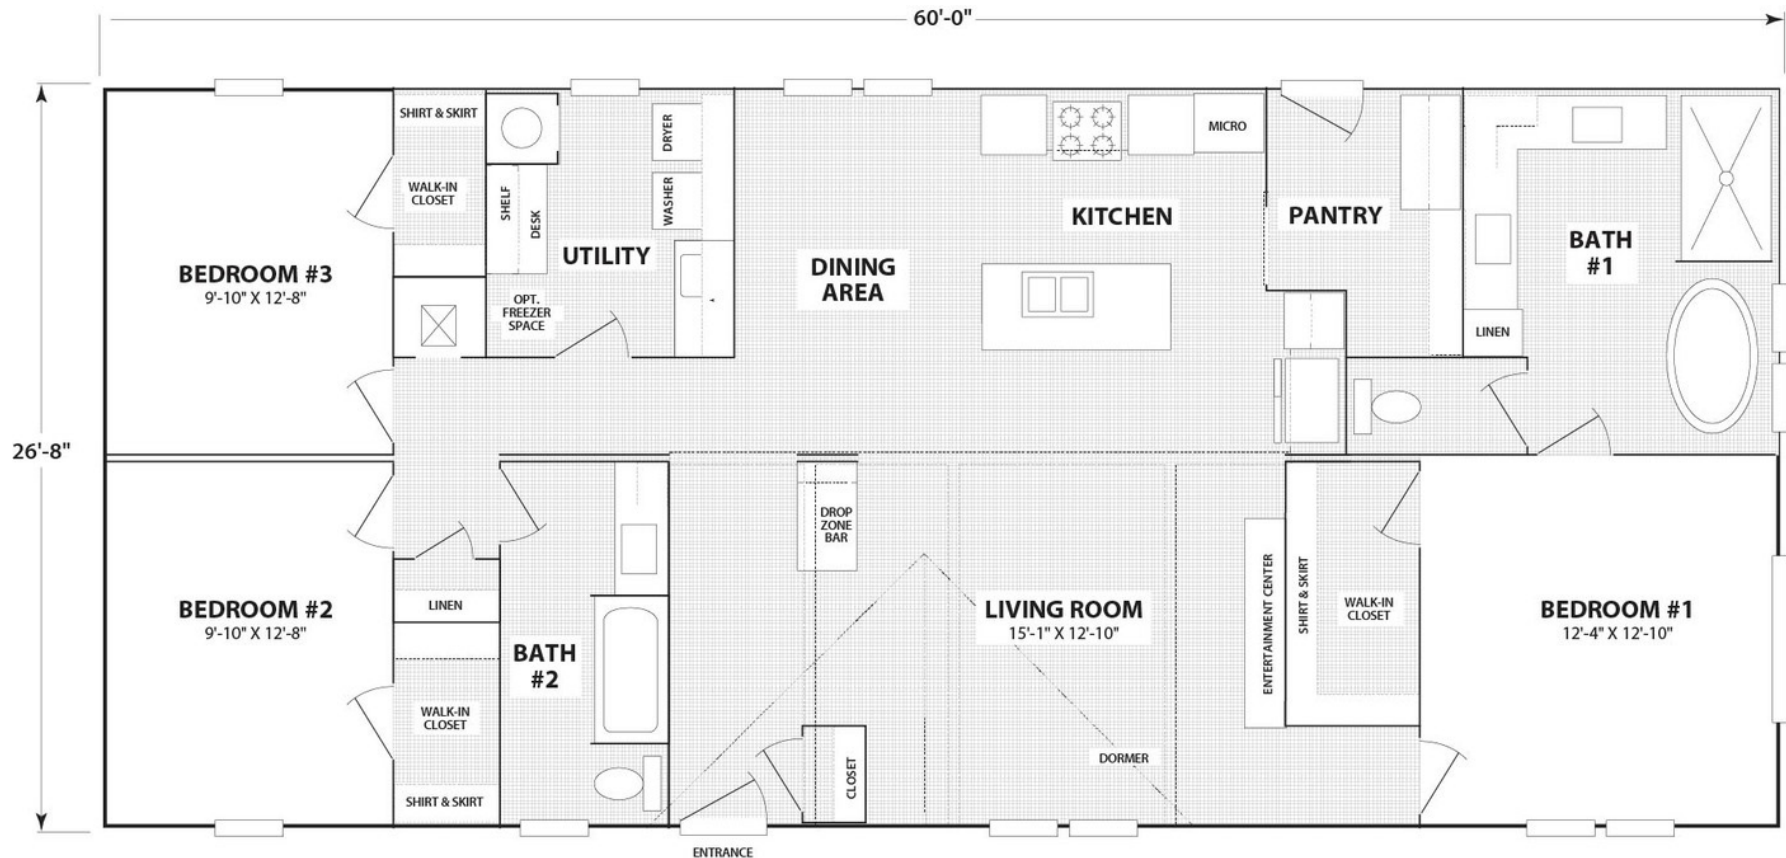 60'-0"
26'-8"
SHIRT & SKIRT
WALK-IN
CLOSET
BEDROOM #3
9'-10" X 12'-8"
SHELF
DESK
DRYER
WASHER
UTILITY
OPT.
FREEZER
SPACE
DINING
AREA
KITCHEN
MICRO
PANTRY
BATH
#1
LINEN
BEDROOM #2
9'-10" X 12'-8"
LINEN
WALK-IN
CLOSET
SHIRT & SKIRT
BATH
#2
DROP
ZONE
BAR
LIVING ROOM
15'-1" X 12'-10"
ENTERTAINMENT CENTER
SHIRT & SKIRT
WALK-IN
CLOSET
BEDROOM #1
12'-4" X 12'-10"
CLOSET
DORMER
ENTRANCE